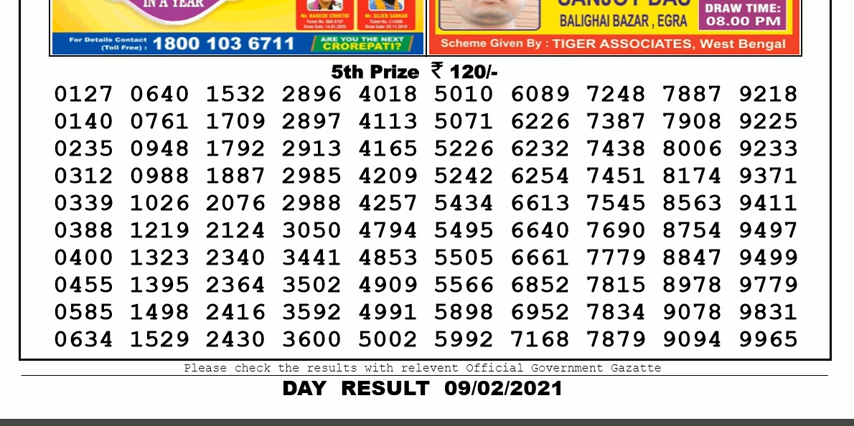 IN A YEAR
For Details Contact
(Toll Free) : 1800 103 6711
ARE YOU THE NEXT
CROREPATI?
BALIGHAI BAZAR , EGRA
DRAW TIME:
08.00 PM
Scheme Given By : TIGER ASSOCIATES, West Bengal
5th Prize ₹ 120/-
0127 0640 1532 2896 4018 5010 6089 7248 7887 9218
0140 0761 1709 2897 4113 5071 6226 7387 7908 9225
0235 0948 1792 2913 4165 5226 6232 7438 8006 9233
0312 0988 1887 2985 4209 5242 6254 7451 8174 9371
0339 1026 2076 2988 4257 5434 6613 7545 8563 9411
0388 1219 2124 3050 4794 5495 6640 7690 8754 9497
0400 1323 2340 3441 4853 5505 6661 7779 8847 9499
0455 1395 2364 3502 4909 5566 6852 7815 8978 9779
0585 1498 2416 3592 4991 5898 6952 7834 9078 9831
0634 1529 2430 3600 5002 5992 7168 7879 9094 9965
Please check the results with relevent Official Government Gazatte
DAY RESULT 09/02/2021